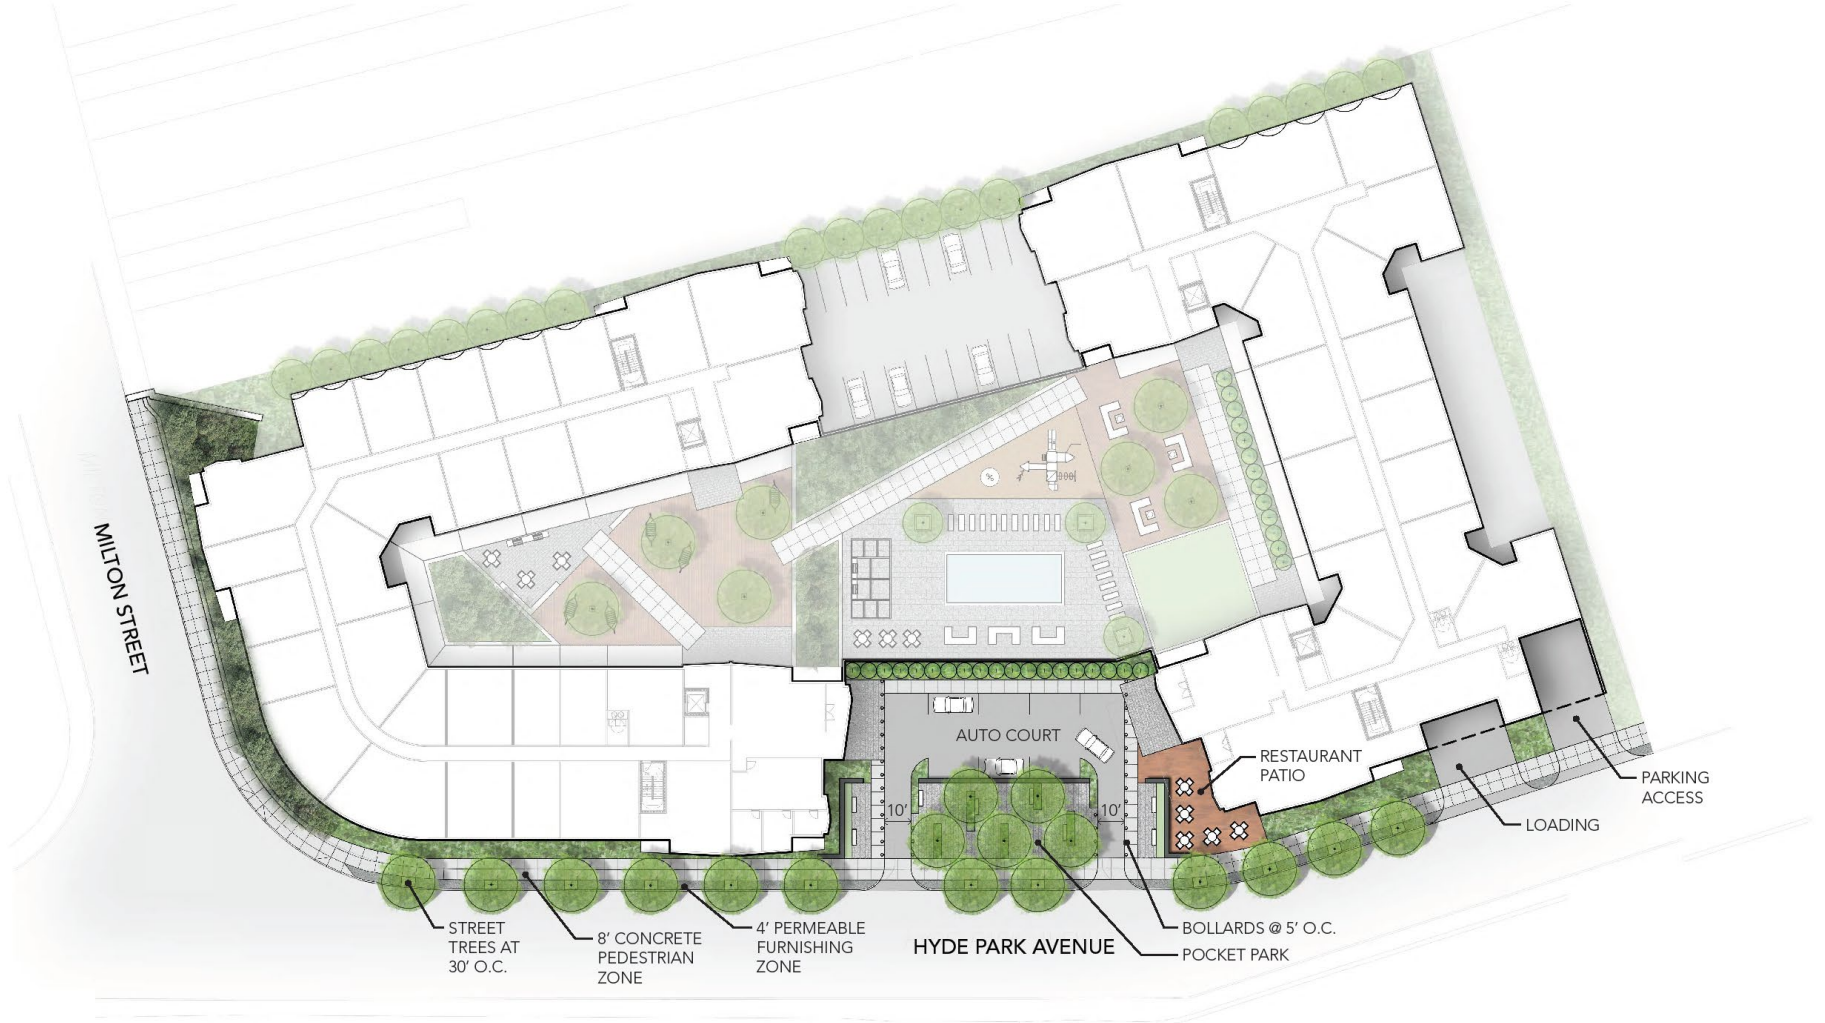 MILTON STREET
AUTO COURT
RESTAURANT
PATIO
PARKING
ACCESS
LOADING
10'
10'
STREET
TREES AT
30' O.C.
8' CONCRETE
PEDESTRIAN
ZONE
4' PERMEABLE
FURNISHING
ZONE
HYDE PARK AVENUE
BOLLARDS @ 5' O.C.
POCKET PARK